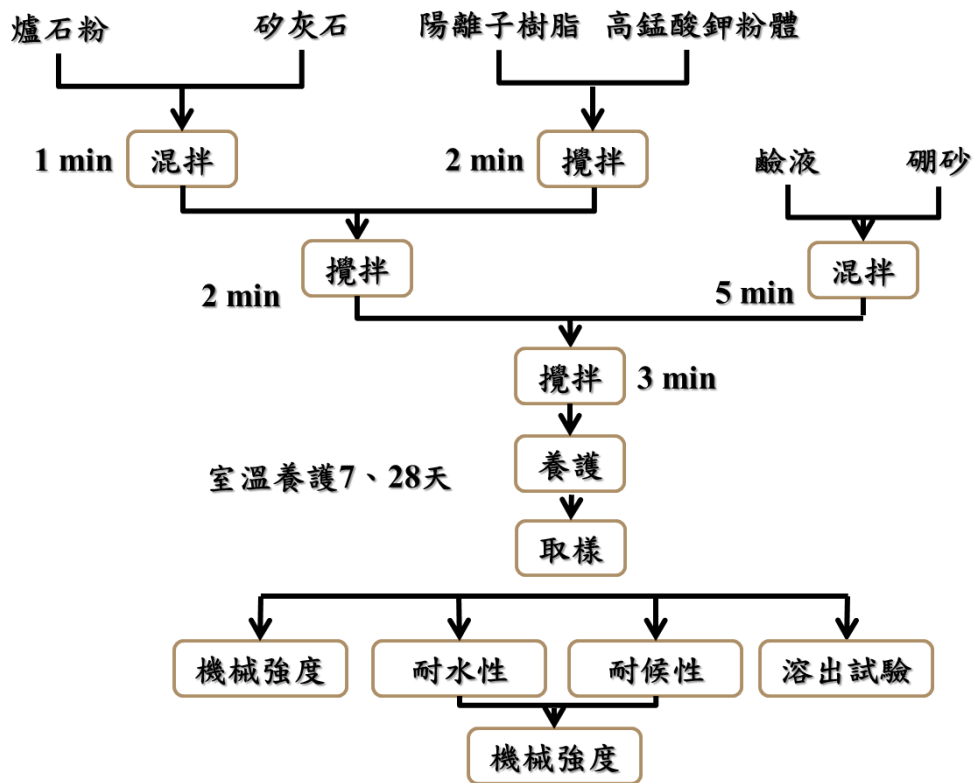 爐石粉
矽灰石
陽離子樹脂
高錳酸鉀粉體
1 min
混拌
2 min
攪拌
鹼液
硼砂
攪拌
2 min
混拌
5 min
攪拌
3 min
養護
室溫養護7、28天
取樣
機械強度
耐水性
耐候性
溶出試驗
機械強度